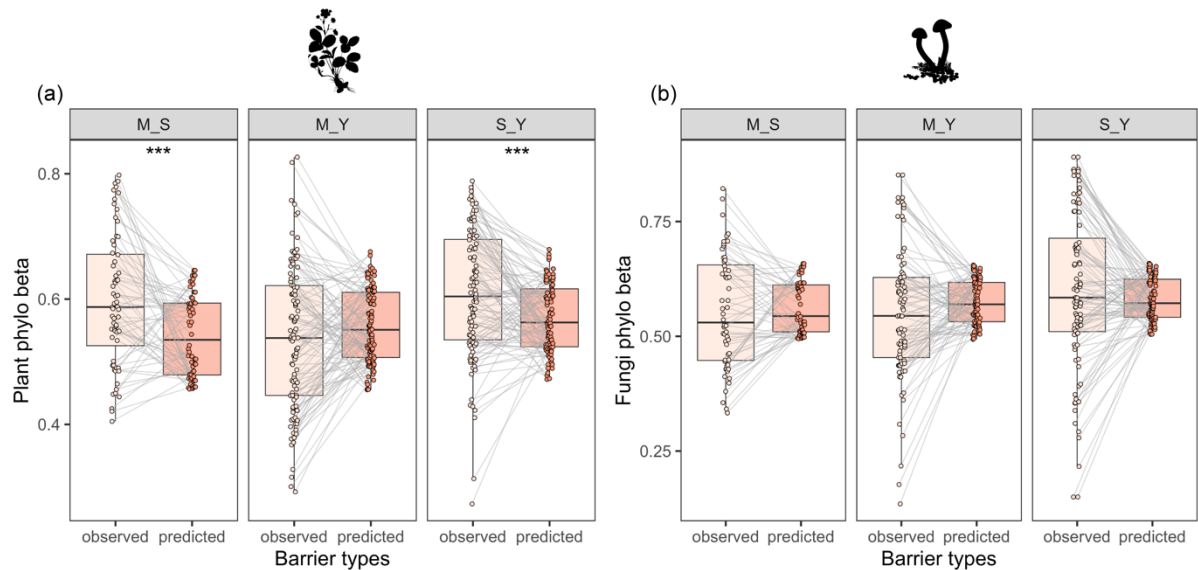 (a)
M_S
M_Y
S_Y
***
***
Plant phylo beta
0.8
0.6
0.4
observed predicted
observed predicted
observed predicted
Barrier types
(b)
M_S
M_Y
S_Y
Fungi phylo beta
0.75
0.50
0.25
observed predicted
observed predicted
observed predicted
Barrier types